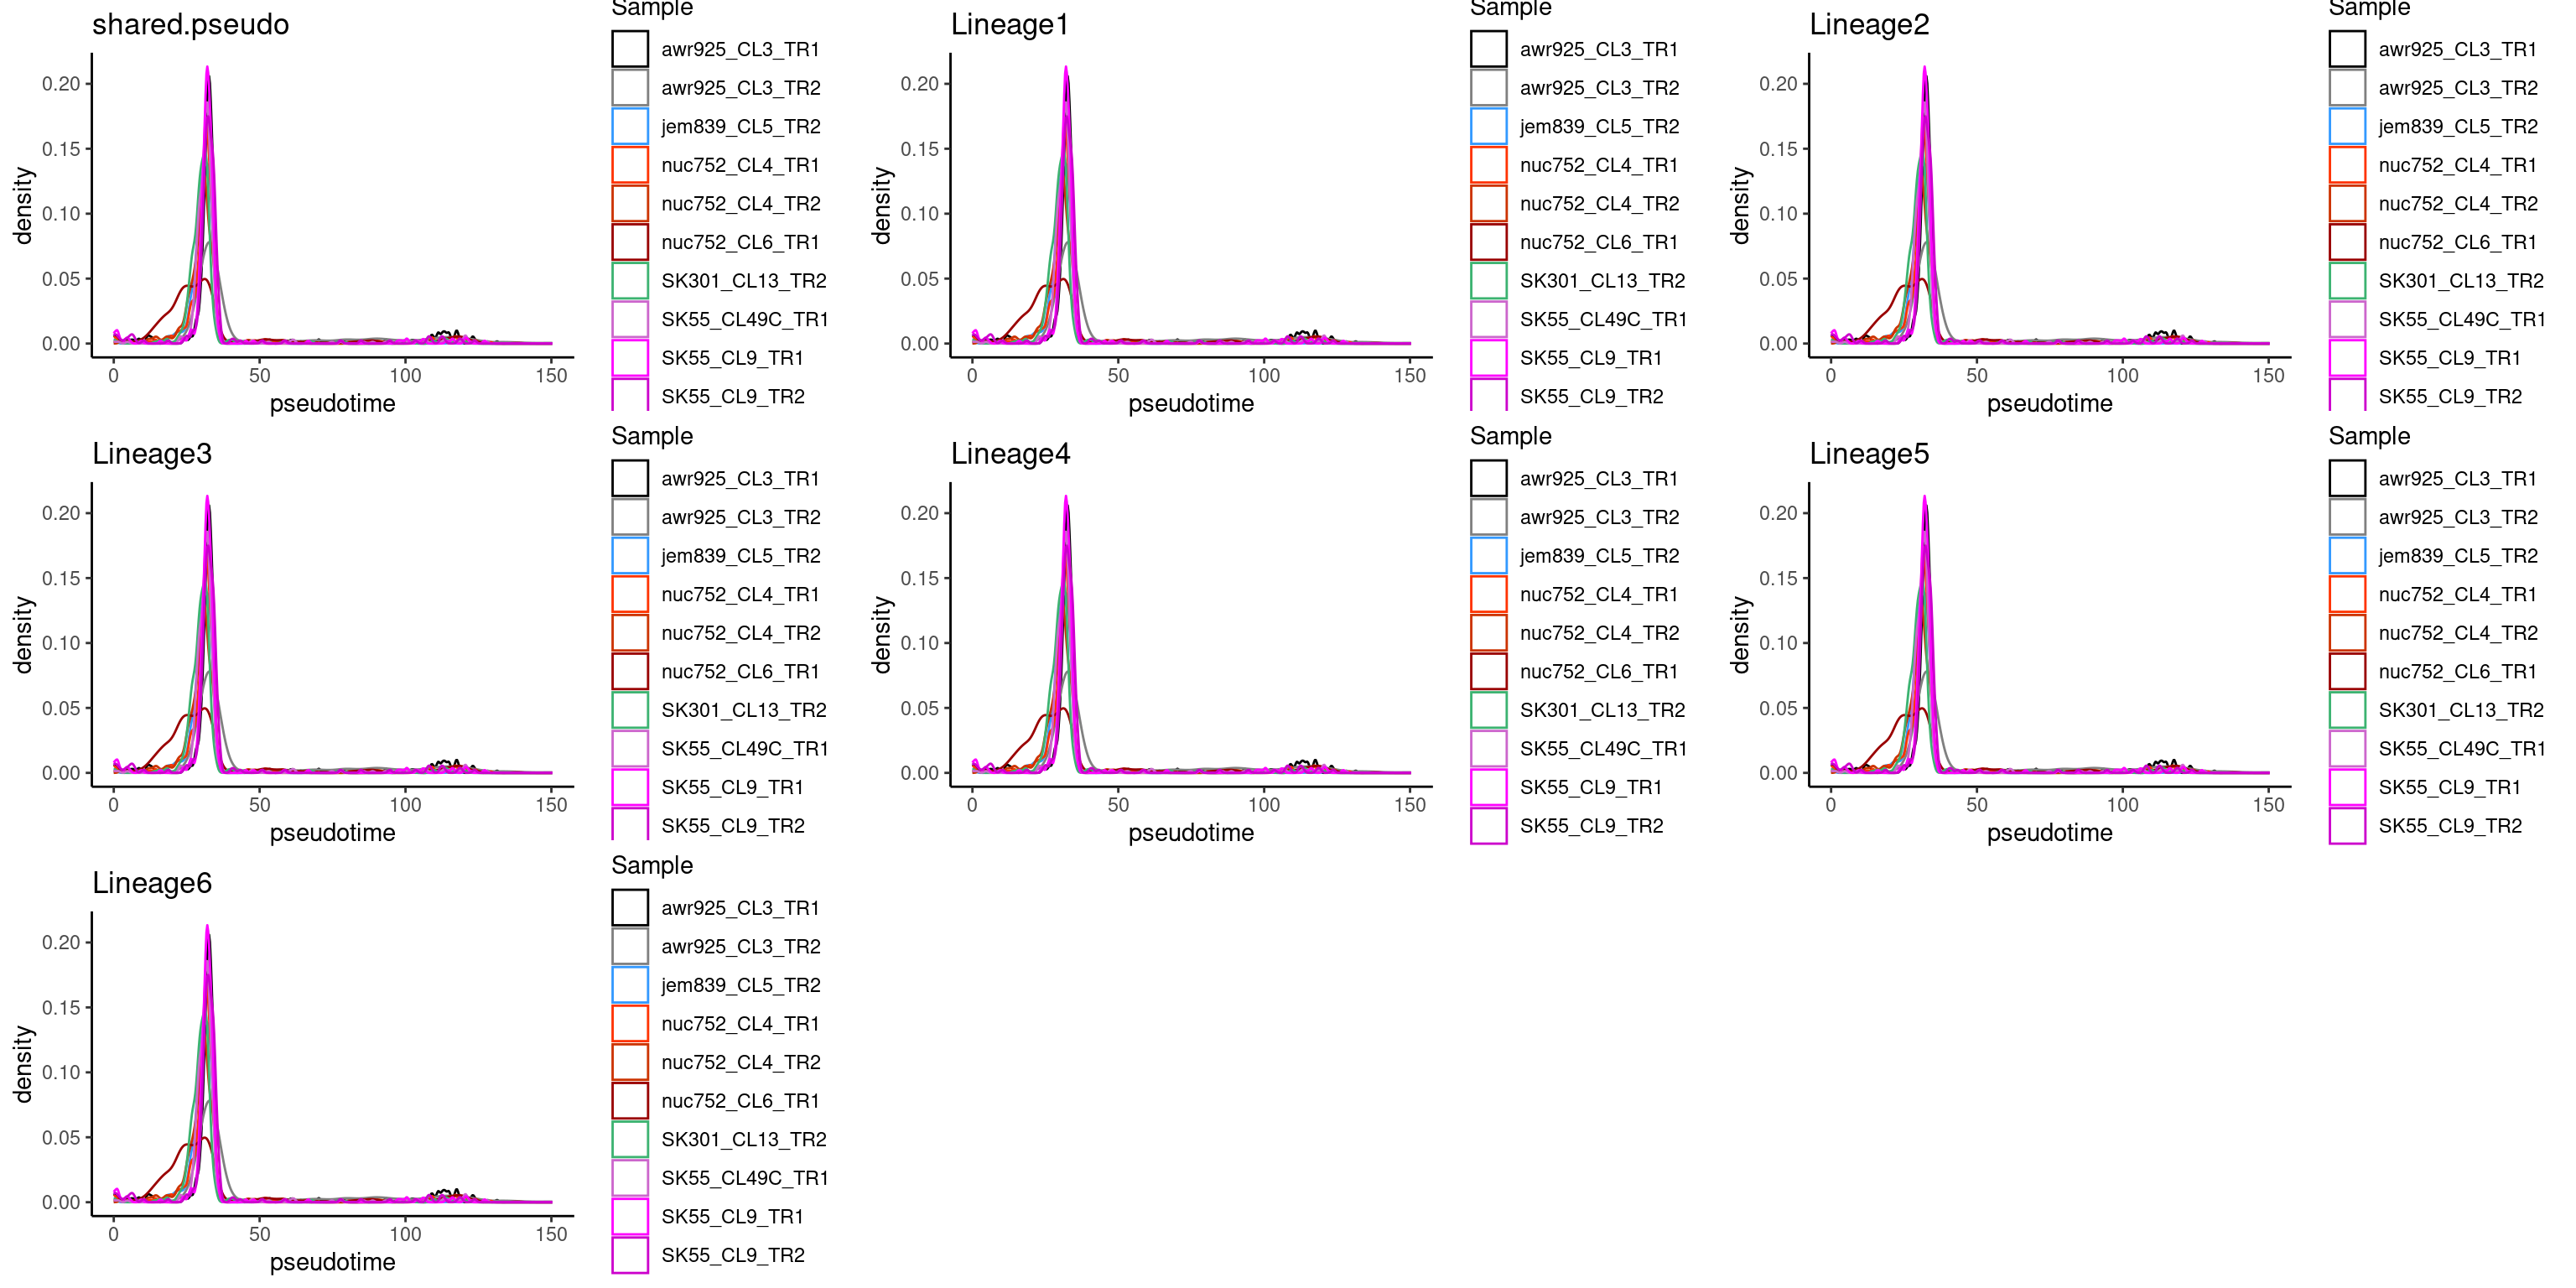 shared.pseudo
density
0.20
0.15
0.10
0.05
0.00
0 50 100 150
pseudotime
Sample
awr925_CL3_TR1
awr925_CL3_TR2
jem839_CL5_TR2
nuc752_CL4_TR1
nuc752_CL4_TR2
nuc752_CL6_TR1
SK301_CL13_TR2
SK55_CL49C_TR1
SK55_CL9_TR1
SK55_CL9_TR2
Lineage1
density
0.20
0.15
0.10
0.05
0.00
0 50 100 150
pseudotime
Sample
awr925_CL3_TR1
awr925_CL3_TR2
jem839_CL5_TR2
nuc752_CL4_TR1
nuc752_CL4_TR2
nuc752_CL6_TR1
SK301_CL13_TR2
SK55_CL49C_TR1
SK55_CL9_TR1
SK55_CL9_TR2
Lineage2
density
0.20
0.15
0.10
0.05
0.00
0 50 100 150
pseudotime
Sample
awr925_CL3_TR1
awr925_CL3_TR2
jem839_CL5_TR2
nuc752_CL4_TR1
nuc752_CL4_TR2
nuc752_CL6_TR1
SK301_CL13_TR2
SK55_CL49C_TR1
SK55_CL9_TR1
SK55_CL9_TR2
Lineage3
density
0.20
0.15
0.10
0.05
0.00
0 50 100 150
pseudotime
Sample
awr925_CL3_TR1
awr925_CL3_TR2
jem839_CL5_TR2
nuc752_CL4_TR1
nuc752_CL4_TR2
nuc752_CL6_TR1
SK301_CL13_TR2
SK55_CL49C_TR1
SK55_CL9_TR1
SK55_CL9_TR2
Lineage4
density
0.20
0.15
0.10
0.05
0.00
0 50 100 150
pseudotime
Sample
awr925_CL3_TR1
awr925_CL3_TR2
jem839_CL5_TR2
nuc752_CL4_TR1
nuc752_CL4_TR2
nuc752_CL6_TR1
SK301_CL13_TR2
SK55_CL49C_TR1
SK55_CL9_TR1
SK55_CL9_TR2
Lineage5
density
0.20
0.15
0.10
0.05
0.00
0 50 100 150
pseudotime
Sample
awr925_CL3_TR1
awr925_CL3_TR2
jem839_CL5_TR2
nuc752_CL4_TR1
nuc752_CL4_TR2
nuc752_CL6_TR1
SK301_CL13_TR2
SK55_CL49C_TR1
SK55_CL9_TR1
SK55_CL9_TR2
Lineage6
density
0.20
0.15
0.10
0.05
0.00
0 50 100 150
pseudotime
Sample
awr925_CL3_TR1
awr925_CL3_TR2
jem839_CL5_TR2
nuc752_CL4_TR1
nuc752_CL4_TR2
nuc752_CL6_TR1
SK301_CL13_TR2
SK55_CL49C_TR1
SK55_CL9_TR1
SK55_CL9_TR2